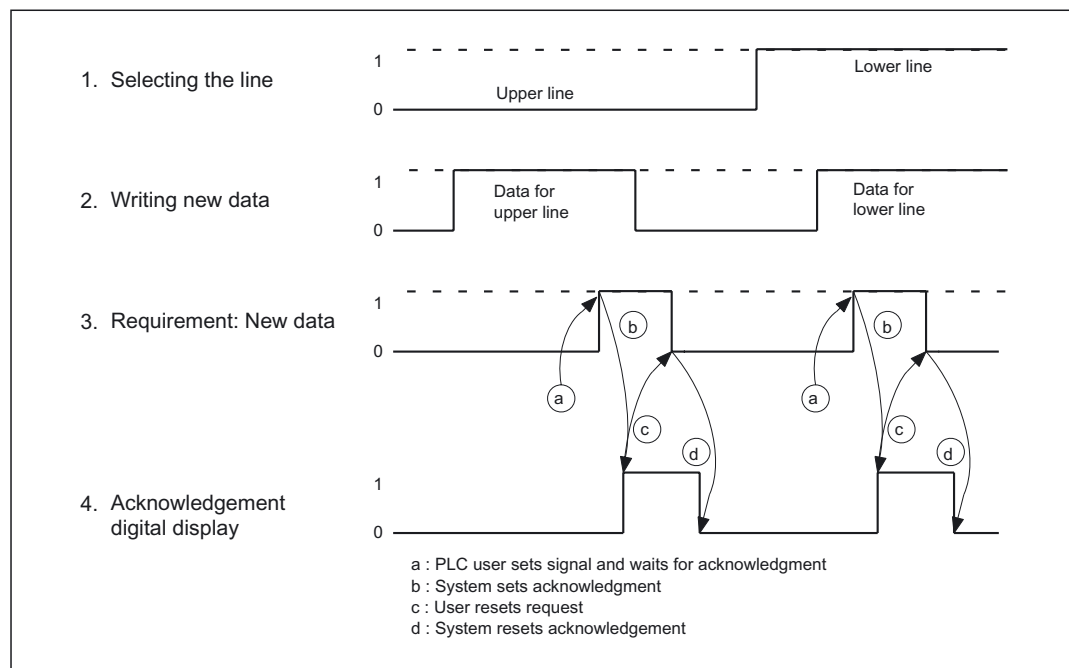 1. Selecting the line
1
0
Upper line
Lower line
2. Writing new data
1
0
Data for
upper line
Data for
lower line
3. Requirement: New data
1
0
a
b
c
d
a
b
c
d
4. Acknowledgement
digital display
1
0
a : PLC user sets signal and waits for acknowledgment
b : System sets acknowledgment
c : User resets request
d : System resets acknowledgement